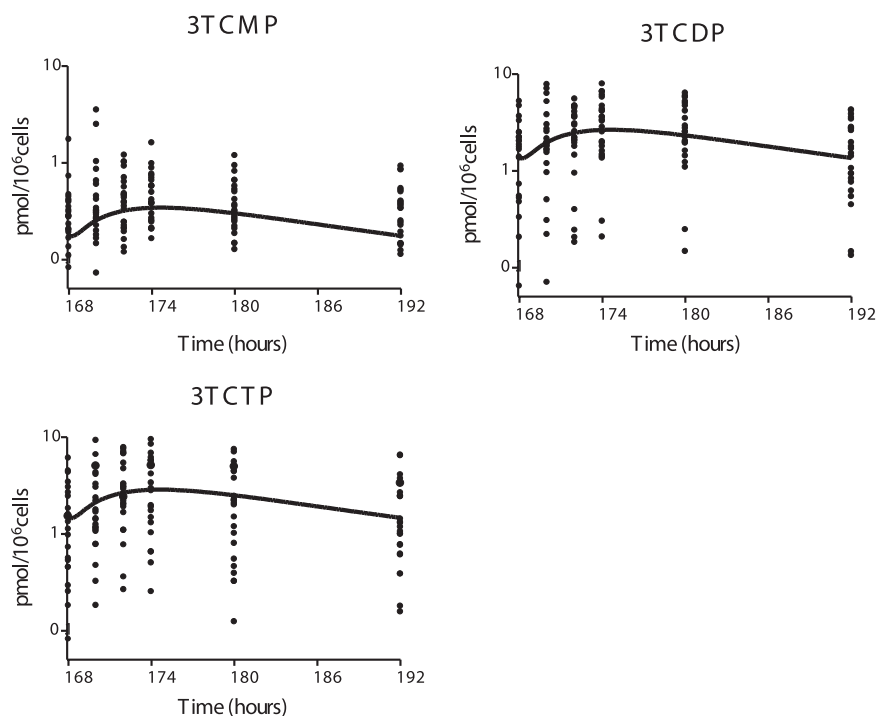 3TCMP
10
1
0
pmol/10⁶cells
168 174 180 186 192
Time (hours)
3TCDP
10
1
0
pmol/10⁶cells
168 174 180 186 192
Time (hours)
3TCTP
10
1
0
pmol/10⁶cells
168 174 180 186 192
Time (hours)